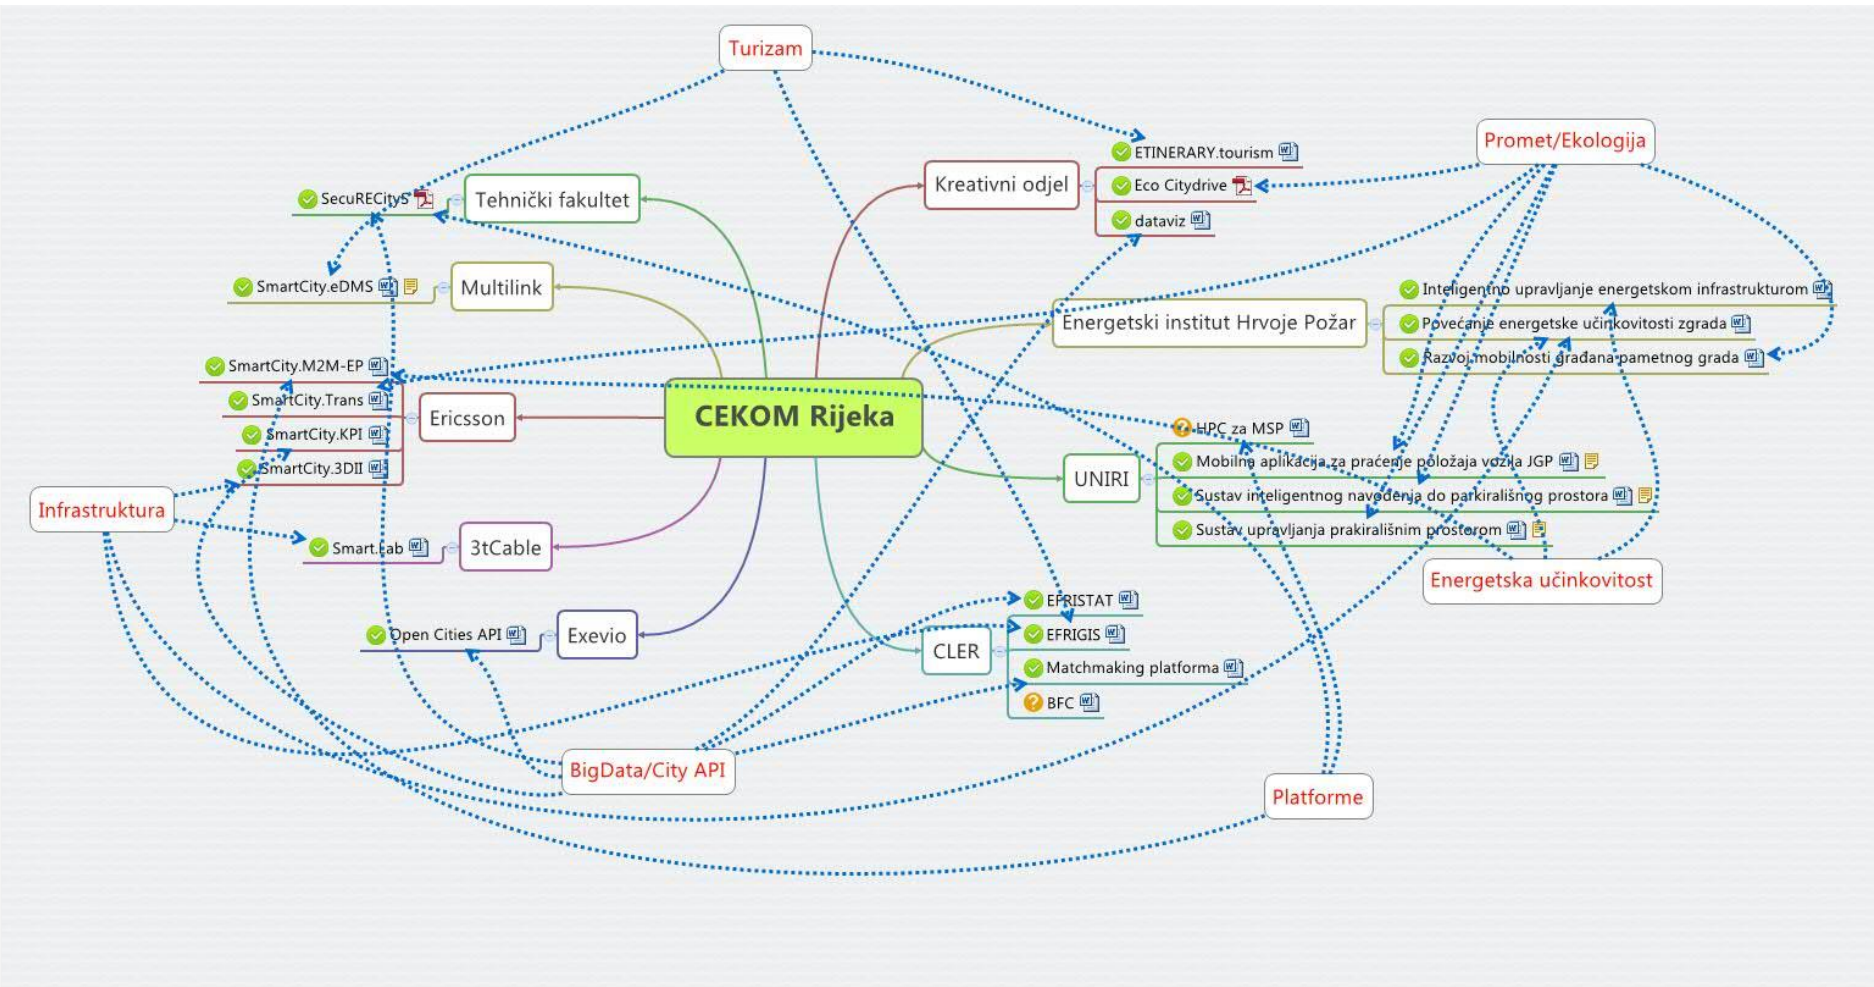 Turizam
Promet/Ekologija
ETINERARY.tourism
Kreativni odjel
Eco Citydrive
dataviz
SecuRECityS
Tehnički fakultet
SmartCity.eDMS
Multilink
Inteligentno upravljanje energetskom infrastrukturom
Energetski institut Hrvoje Požar
Povećanje energetske učinkovitosti zgrada
Razvoj mobilnosti građana pametnog grada
SmartCity.M2M-EP
SmartCity.Trans
Ericsson
SmartCity.KPI
SmartCity.3DII
CEKOM Rijeka
HPC za MSP
Mobilna aplikacija za praćenje položaja vozila JGP
UNIRI
Sustav inteligentnog navođenja do parkirališnog prostora
Sustav upravljanja prakirališnim prostorom
Infrastruktura
Smart.Lab
3tCable
Energetska učinkovitost
EFRISTAT
Open Cities API
Exevio
EFRIGIS
CLER
Matchmaking platforma
BFC
BigData/City API
Platforme